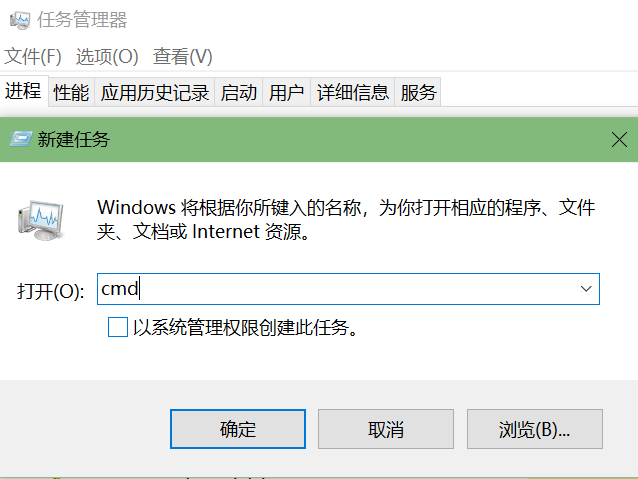 任务管理器
文件(F) 选项(O) 查看(V)
进程 性能 应用历史记录 启动 用户 详细信息 服务
新建任务
Windows 将根据你所键入的名称，为你打开相应的程序、文件
夹、文档或 Internet 资源。
打开(O): cmd
以系统管理权限创建此任务。
确定 取消 浏览(B)...